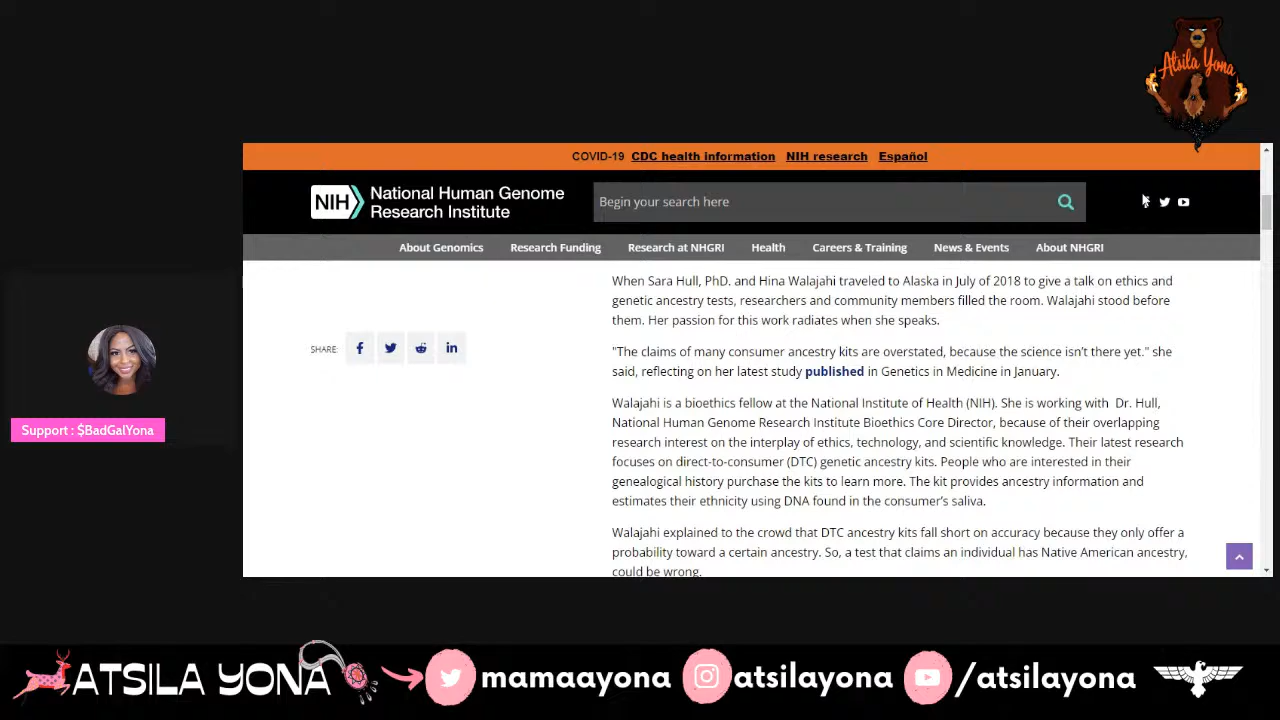 Atsila Yona
COVID-19 CDC health information NIH research Español
NIH National Human Genome
Research Institute
Begin your search here
About Genomics Research Funding Research at NHGRI Health Careers & Training News & Events About NHGRI
When Sara Hull, PhD. and Hina Walajahi traveled to Alaska in July of 2018 to give a talk on ethics and
genetic ancestry tests, researchers and community members filled the room. Walajahi stood before
them. Her passion for this work radiates when she speaks.
SHARE:
"The claims of many consumer ancestry kits are overstated, because the science isn't there yet." she
said, reflecting on her latest study published in Genetics in Medicine in January.
Walajahi is a bioethics fellow at the National Institute of Health (NIH). She is working with Dr. Hull,
National Human Genome Research Institute Bioethics Core Director, because of their overlapping
research interest on the interplay of ethics, technology, and scientific knowledge. Their latest research
focuses on direct-to-consumer (DTC) genetic ancestry kits. People who are interested in their
genealogical history purchase the kits to learn more. The kit provides ancestry information and
estimates their ethnicity using DNA found in the consumer's saliva.
Walajahi explained to the crowd that DTC ancestry kits fall short on accuracy because they only offer a
probability toward a certain ancestry. So, a test that claims an individual has Native American ancestry,
could be wrong.
Support : $BadGalYona
ATSILA YONA mamaayona atsilayona /atsilayona